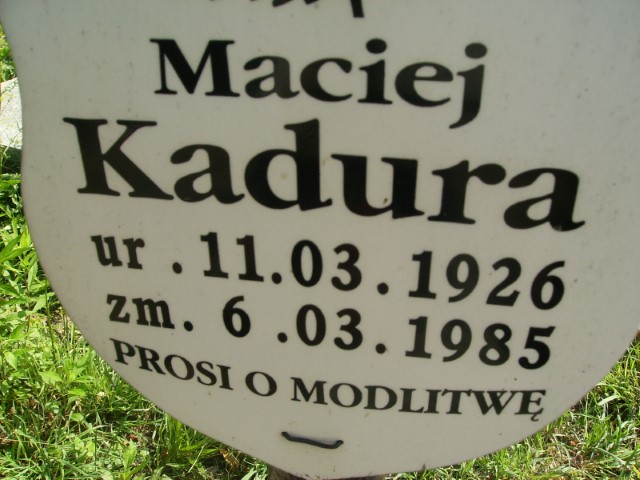 Maciej
Kadura
ur . 11.03 . 1926
zm. 6 .03 . 1985
PROSI O MODLITWĘ